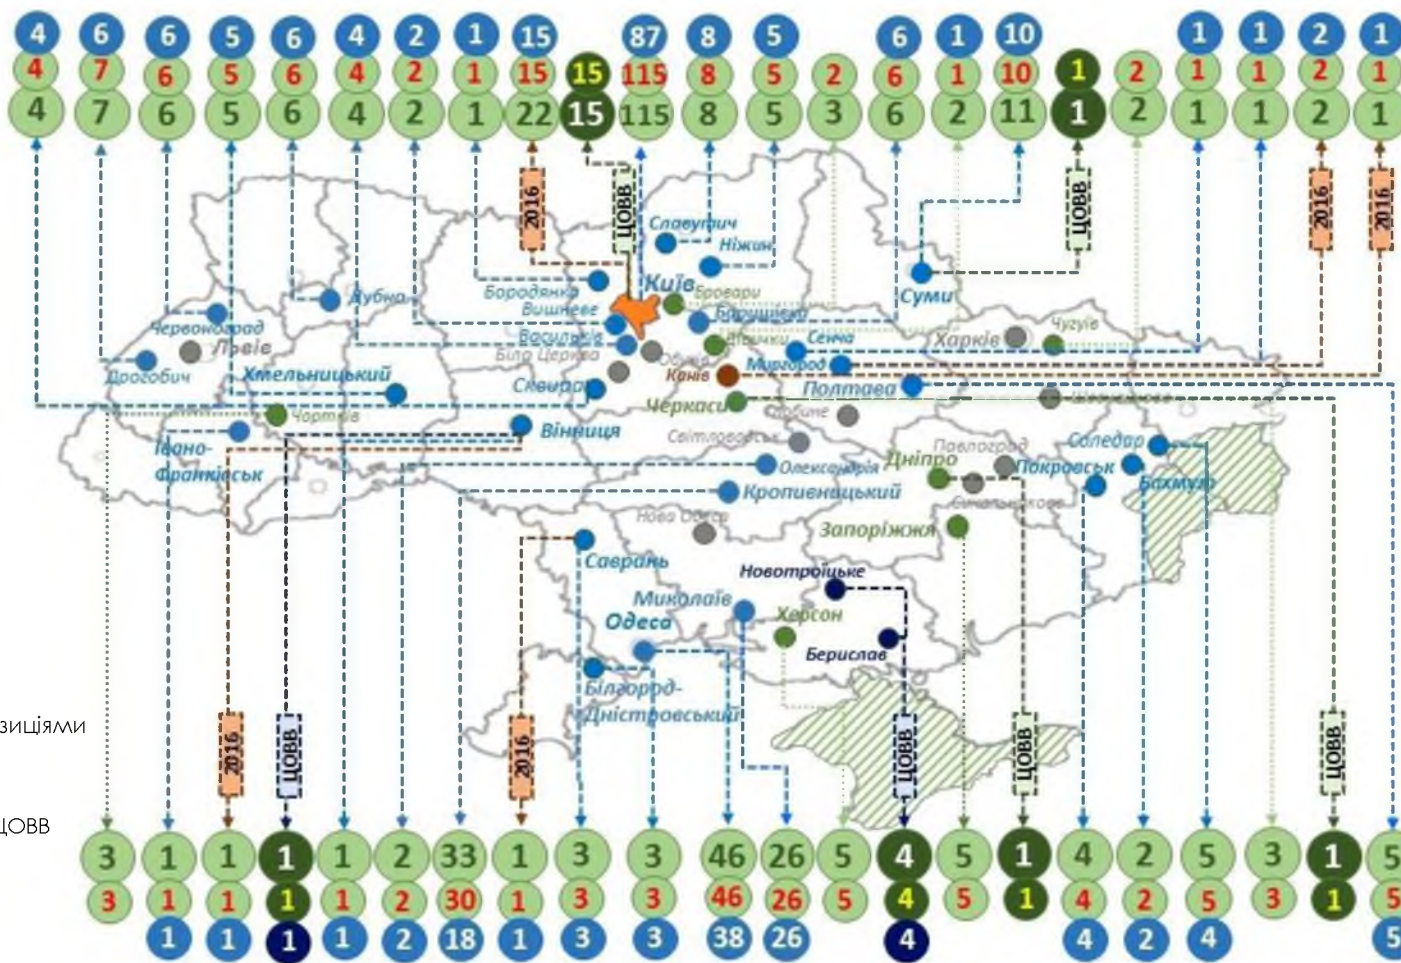 4 6 6 5 6 4 2 1 15 87 8 5 6 1 10 1 1 2 1
4 7 6 5 6 4 2 1 15 15 115 8 5 2 6 1 10 1 2 1 1 2 1
4 7 6 5 6 4 2 1 22 15 115 8 5 3 6 2 11 1 2 1 1 2 1
2016
ЦОВВ
ЦОВВ
2016
2016
Славутич
Ніжин
Київ
Бровари
Суми
Бородянка
Вишневе
Дубно
Баришівка
Червоноград
Львів
Васильків
Біла Церква
Сенча
Харків
Чугуїв
Дрогобич
Хмельницький
Сквира
Канів
Миргород
Полтава
Чортків
Черкаси
Вінниця
Світловодськ
Івано-
Франківськ
Олександрія
Дніпро
Павлоград
Соледар
Покровськ
Бахмут
Кропивницький
Нова Одеса
Запоріжжя
Саврань
Новотроїцьке
Миколаїв
Херсон
Одеса
Берислав
Білгород-
Дністровський
зиціями
ЦОВВ
2016
ЦОВВ
2016
ЦОВВ
ЦОВВ
ЦОВВ
3 1 1 1 1 2 33 1 3 3 46 26 5 4 5 1 4 2 5 3 1 5
3 1 1 1 1 2 30 1 3 3 46 26 5 4 5 1 4 2 5 3 1 5
1 1 1 1 2 18 1 3 3 38 26 4 4 2 4 5